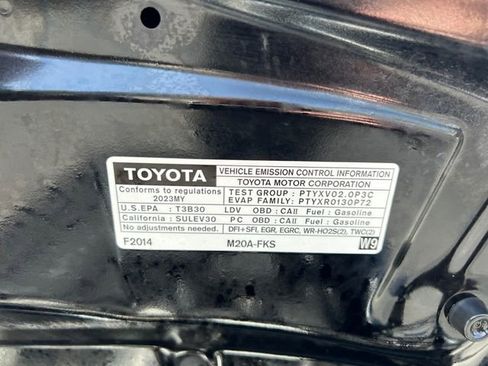 TOYOTA
VEHICLE EMISSION CONTROL INFORMATION
TOYOTA MOTOR CORPORATION
Conforms to regulations
2023MY
TEST GROUP : PTYXV02.0P3C
EVAP FAMILY: PTYXR0130P72
U.S.EPA : T3B30 LDV OBD : CAⅡ Fuel : Gasoline
California : SULEV30 PC OBD : CAⅡ Fuel : Gasoline
No adjustments needed. DFI+SFI, EGR, EGRC, WR-HO2S(2), TWC(2)
F2014 M20A-FKS W9